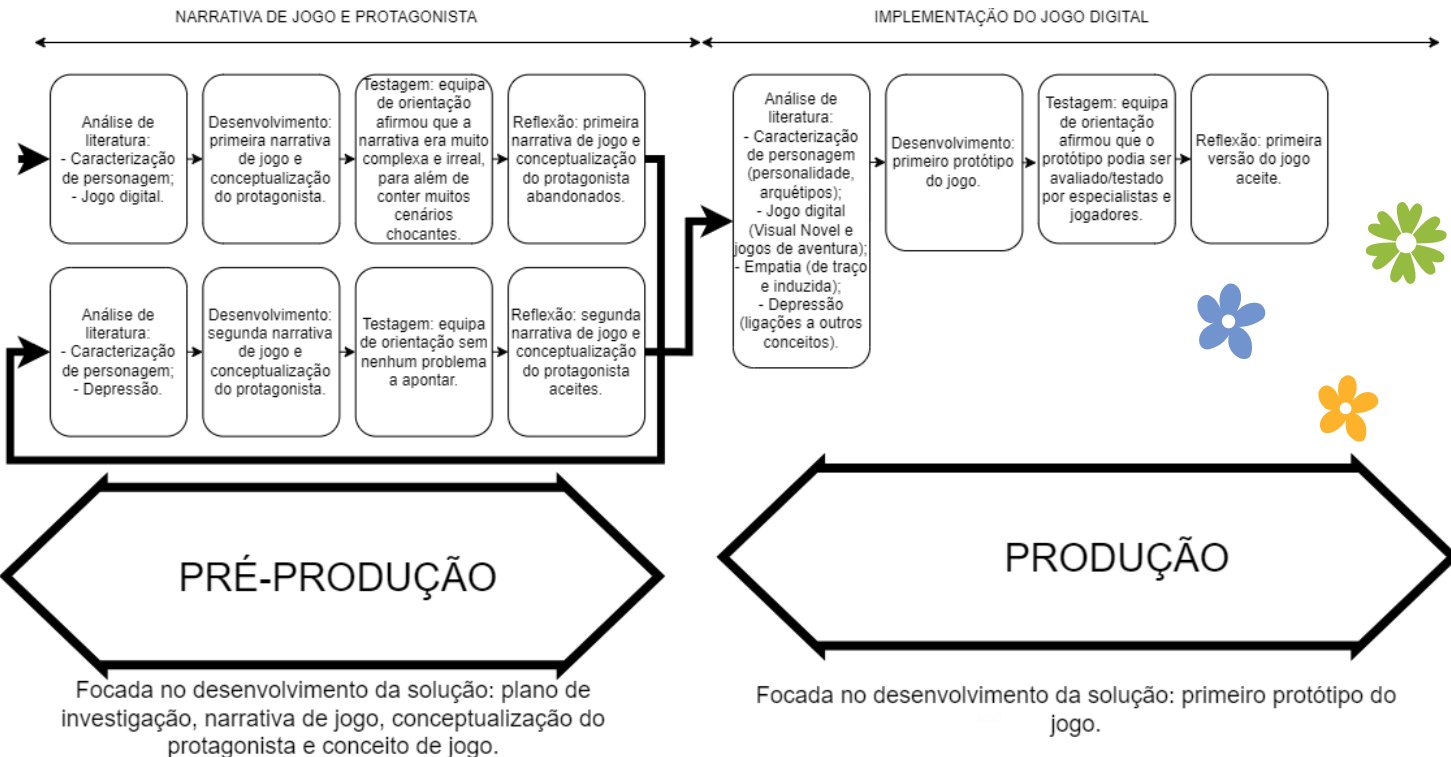 NARRATIVA DE JOGO E PROTAGONISTA
IMPLEMENTAÇÃO DO JOGO DIGITAL
Análise de
literatura:
- Caracterização
de personagem;
- Jogo digital.
Desenvolvimento:
primeira narrativa
de jogo e
conceptualização
do protagonista.
Testagem: equipa
de orientação
afirmou que a
narrativa era muito
complexa e irreal,
para além de
conter muitos
cenários
chocantes.
Reflexão: primeira
narrativa de jogo e
conceptualização
do protagonista
abandonados.
Análise de
literatura:
- Caracterização
de personagem;
- Depressão.
Desenvolvimento:
segunda narrativa
de jogo e
conceptualização
do protagonista.
Testagem: equipa
de orientação sem
nenhum problema
a apontar.
Reflexão: segunda
narrativa de jogo e
conceptualização
do protagonista
aceites.
Análise de
literatura:
- Caracterização
de personagem
(personalidade,
arquétipos);
- Jogo digital
(Visual Novel e
jogos de aventura);
- Empatia (de traço
e induzida);
- Depressão
(ligações a outros
conceitos).
Desenvolvimento:
primeiro protótipo
do jogo.
Testagem: equipa
de orientação
afirmou que o
protótipo podia ser
avaliado/testado
por especialistas e
jogadores.
Reflexão: primeira
versão do jogo
aceite.
PRÉ-PRODUÇÃO
Focada no desenvolvimento da solução: plano de
investigação, narrativa de jogo, conceptualização do
protagonista e conceito de jogo.
PRODUÇÃO
Focada no desenvolvimento da solução: primeiro protótipo do
jogo.